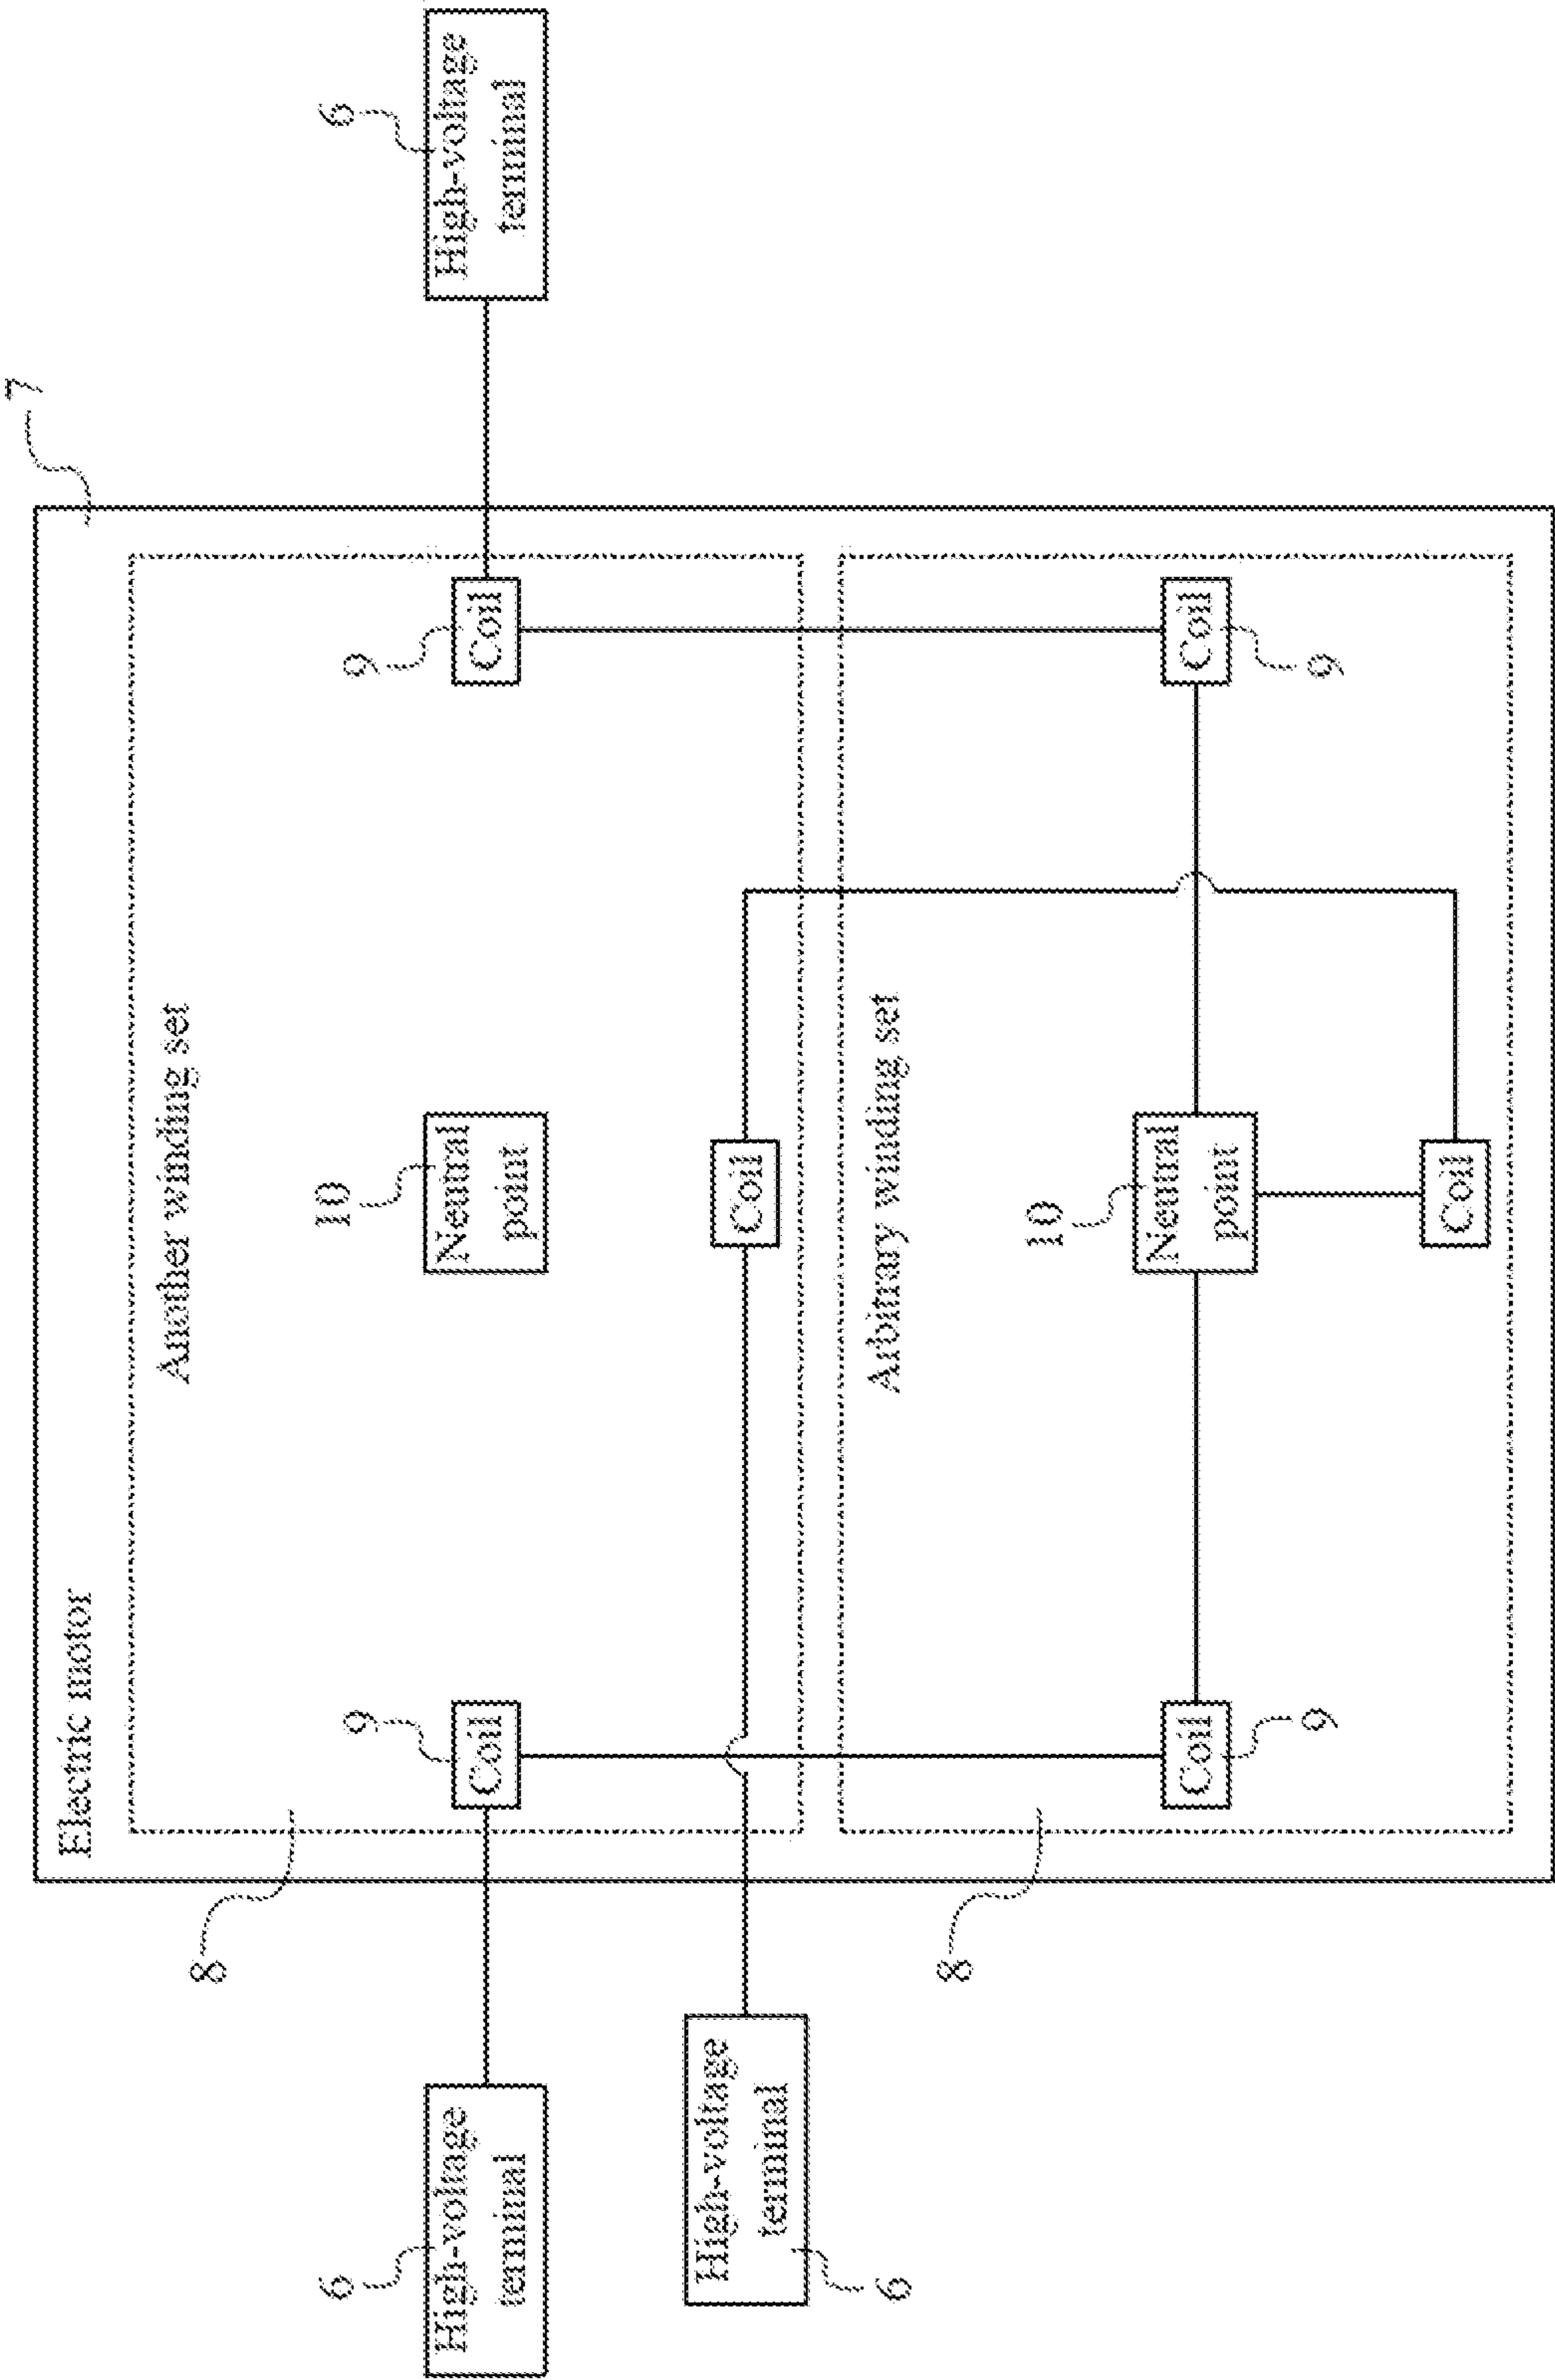 7
Electric motor
6
High-voltage
terminal
8
Another winding set
9
Coil
10
Neutral
point
9
Coil
6
High-voltage
terminal
High-voltage
terminal
6
Coil
8
Arbitrary winding set
Coil
9
10
Neutral
point
Coil
9
Coil